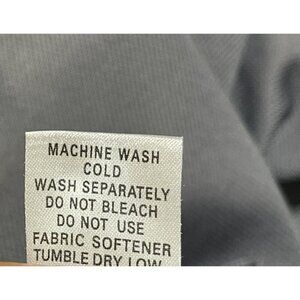 MACHINE WASH
COLD
WASH SEPARATELY
DO NOT BLEACH
DO NOT USE
FABRIC SOFTENER
TUMBLE DRY LOW